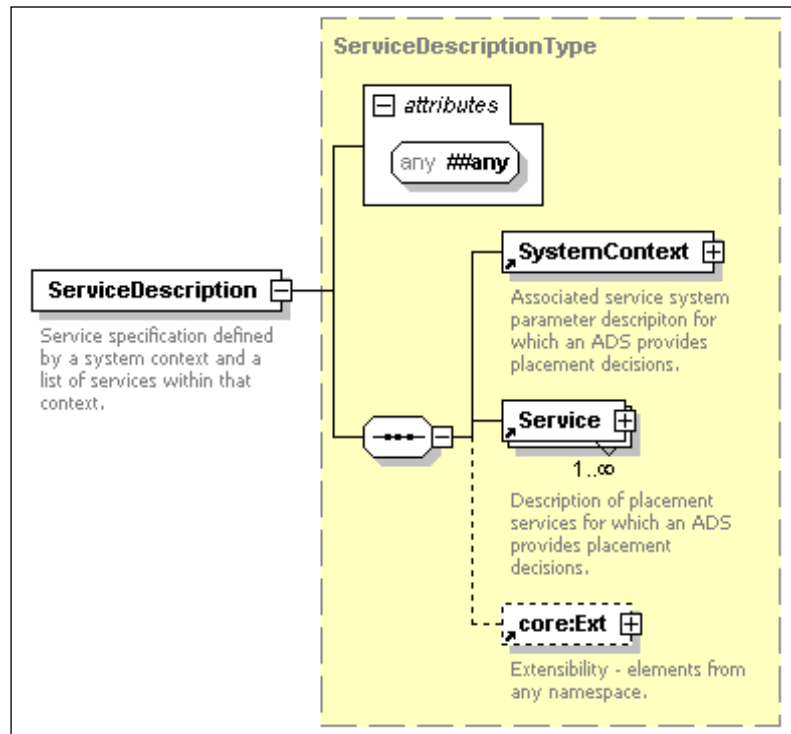 ServiceDescriptionType
attributes
any ##any
SystemContext
Associated service system
parameter descripiton for
which an ADS provides
placement decisions.
ServiceDescription
Service specification defined
by a system context and a
list of services within that
context.
Service
1..∞
Description of placement
services for which an ADS
provides placement
decisions.
core:Ext
Extensibility - elements from
any namespace.